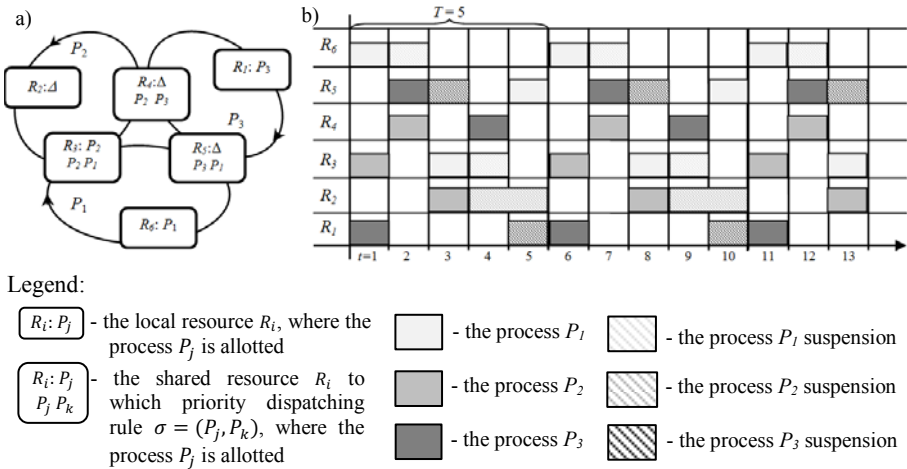 a)
P₂
R₂: Δ
R₄:Δ
P₂ P₃
R₁: P₃
P₃
R₃: P₂
P₂ P₁
R₅: Δ
P₃ P₁
P₁
R₆: P₁
b)
T = 5
R₆
R₅
R₄
R₃
R₂
R₁
t=1 2 3 4 5 6 7 8 9 10 11 12 13
Legend:
Rᵢ: Pⱼ - the local resource Rᵢ, where the
process Pⱼ is allotted
Rᵢ: Pⱼ
Pⱼ Pₖ
- the shared resource Rᵢ to
which priority dispatching
rule σ = (Pⱼ, Pₖ), where the
process Pⱼ is allotted
- the process P₁
- the process P₂
- the process P₃
- the process P₁ suspension
- the process P₂ suspension
- the process P₃ suspension